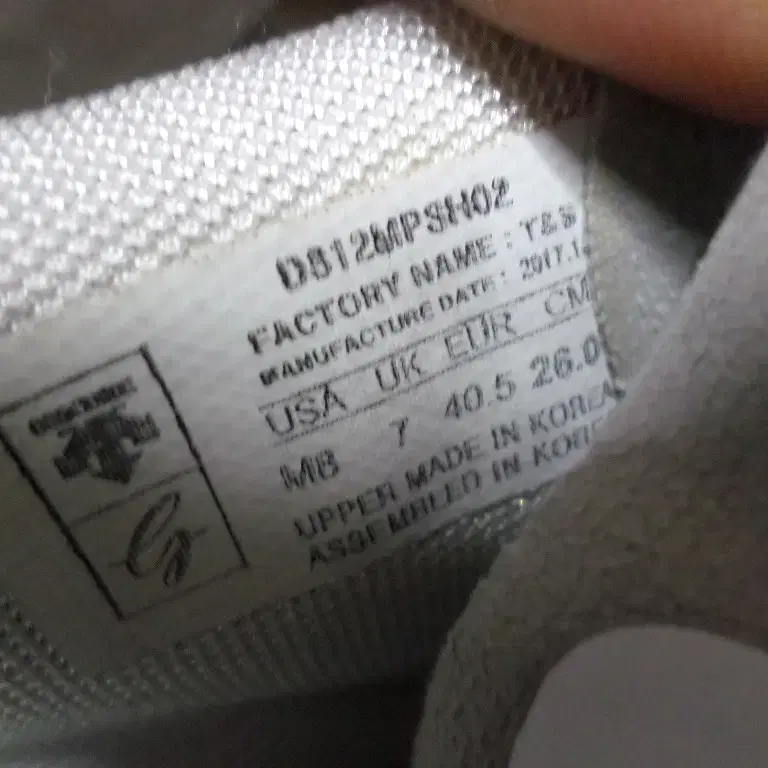 D812MPSH02
FACTORY NAME : T&S
MANUFACTURE DATE : 2017.1
USA UK EUR CM
M8 7 40.5 26.0
UPPER MADE IN KOREA
ASSEMBLED IN KORE